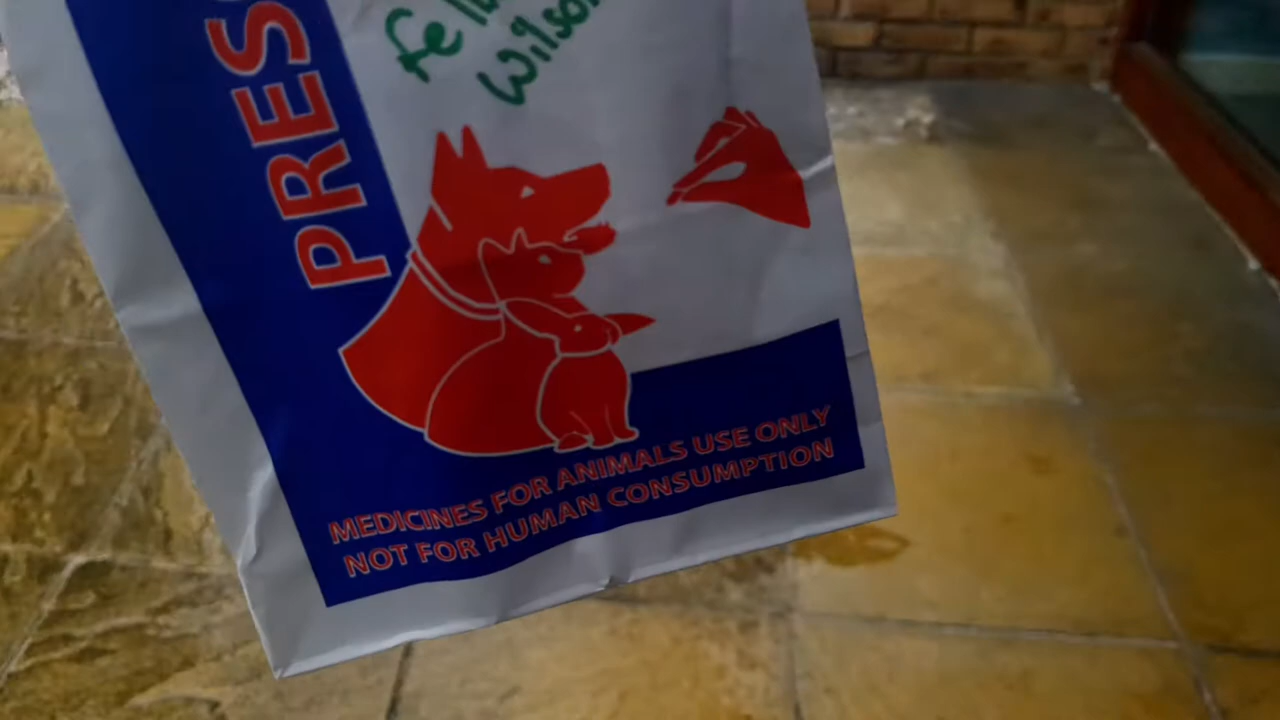 PRES
Wilson
MEDICINES FOR ANIMALS USE ONLY
NOT FOR HUMAN CONSUMPTION